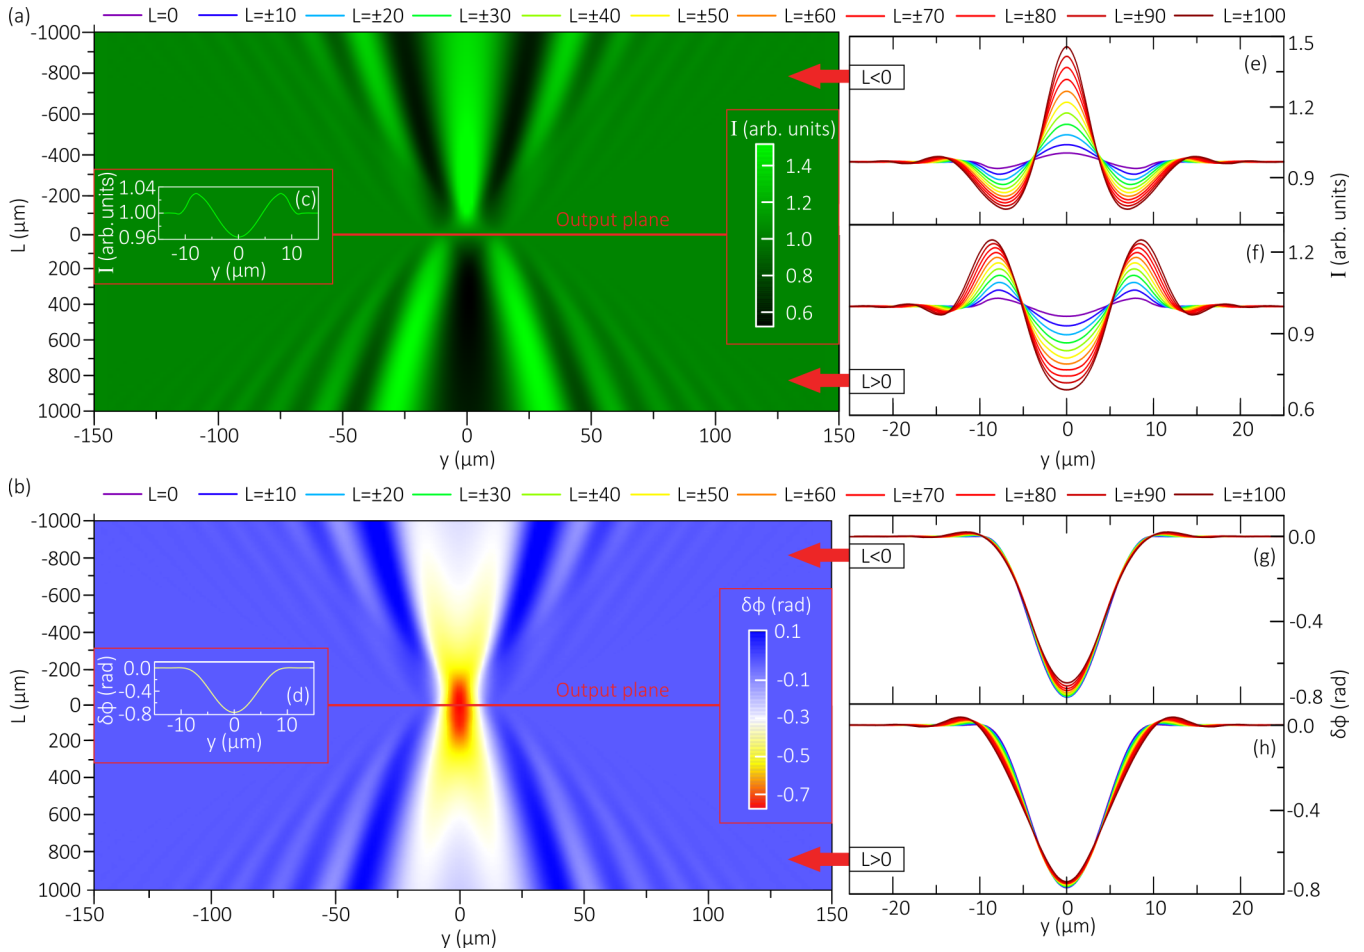 (a)
L=0 L=±10 L=±20 L=±30 L=±40 L=±50 L=±60 L=±70 L=±80 L=±90 L=±100
L (µm)
-1000
-800
-600
-400
-200
0
200
400
600
800
1000
-150 -100 -50 0 50 100 150
y (µm)
Output plane
I (arb. units)
1.4
1.2
1.0
0.8
0.6
(c)
I (arb. units)
1.04
1.00
0.96
-10 0 10
y (µm)
L<0
L>0
(e)
1.5
1.2
0.9
(f)
1.2
0.9
0.6
I (arb. units)
-20 -10 0 10 20
y (µm)
(b)
L=0 L=±10 L=±20 L=±30 L=±40 L=±50 L=±60 L=±70 L=±80 L=±90 L=±100
L (µm)
-1000
-800
-600
-400
-200
0
200
400
600
800
1000
-150 -100 -50 0 50 100 150
y (µm)
Output plane
δϕ (rad)
0.1
-0.1
-0.3
-0.5
-0.7
(d)
δϕ (rad)
0.0
-0.4
-0.8
-10 0 10
y (µm)
L<0
L>0
(g)
0.0
-0.4
-0.8
(h)
0.0
-0.4
-0.8
δϕ (rad)
-20 -10 0 10 20
y (µm)